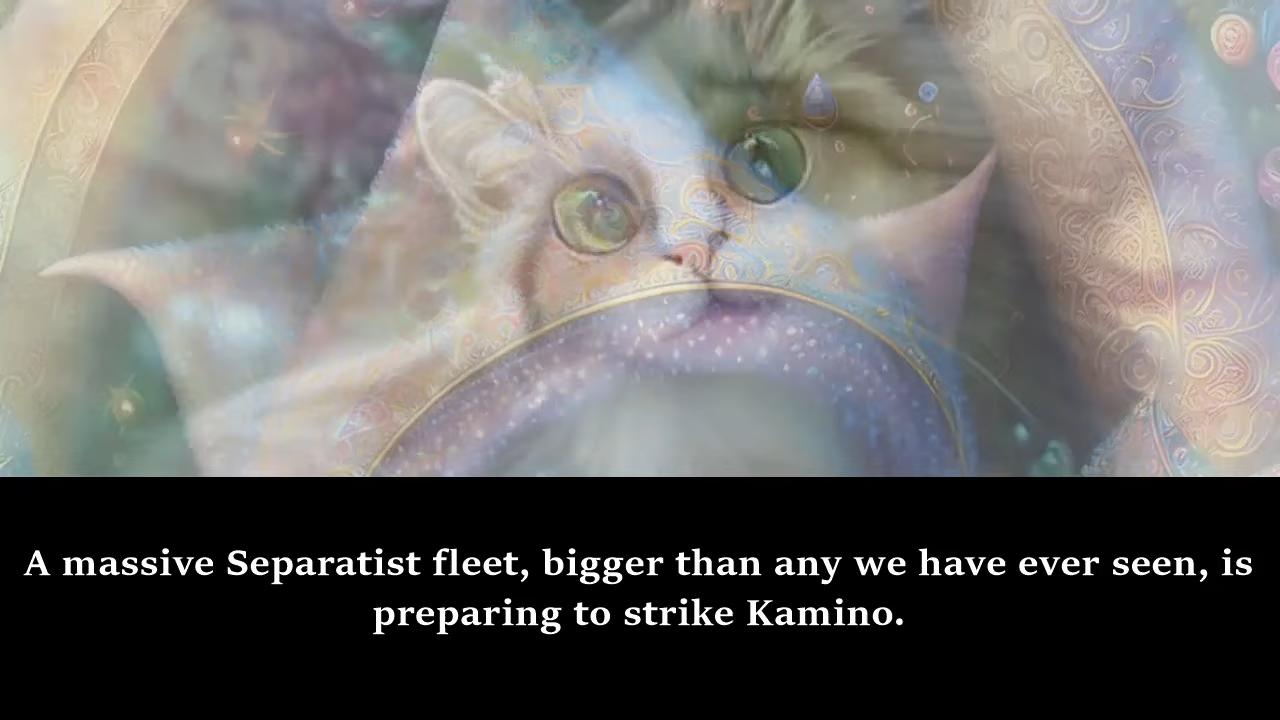 A massive Separatist fleet, bigger than any we have ever seen, is
preparing to strike Kamino.